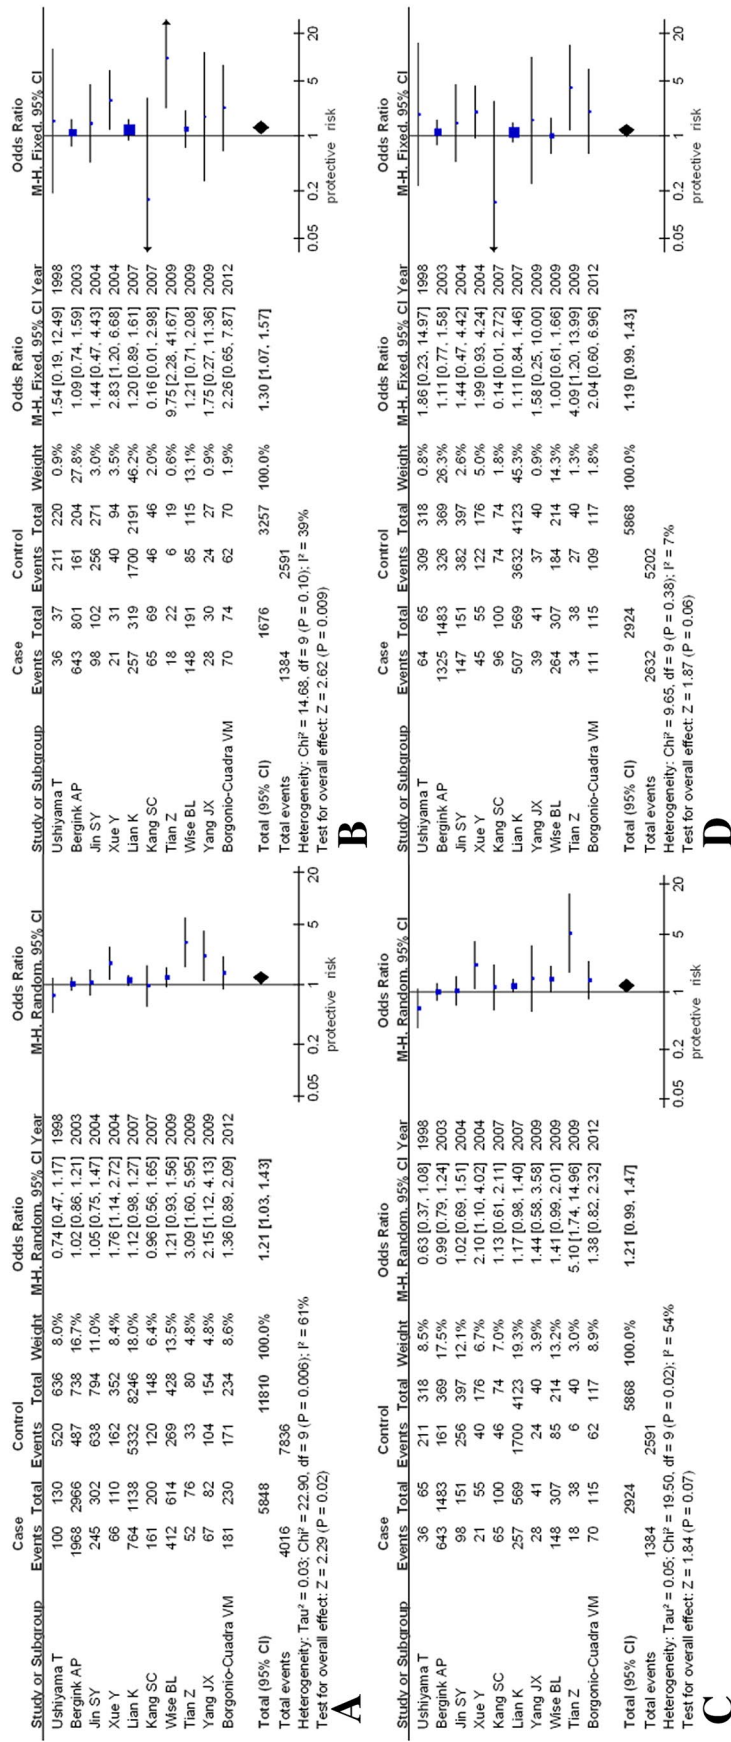 Case Control Odds Ratio Odds Ratio
Study or Subgroup Events Total Events Total Weight M-H. Random. 95% CI Year M-H. Random. 95% CI
Ushiyama T 100 130 520 636 8.0% 0.74 [0.47, 1.17] 1998
Bergink AP 1968 2966 487 738 16.7% 1.02 [0.86, 1.21] 2003
Jin SY 245 302 638 794 11.0% 1.05 [0.75, 1.47] 2004
Xue Y 66 110 162 352 8.4% 1.76 [1.14, 2.72] 2004
Lian K 764 1138 5332 8246 18.0% 1.12 [0.98, 1.27] 2007
Kang SC 161 200 120 148 6.4% 0.96 [0.56, 1.65] 2007
Wise BL 412 614 269 428 13.5% 1.21 [0.93, 1.56] 2009
Tian Z 52 76 33 80 4.8% 3.09 [1.60, 5.95] 2009
Yang JX 67 82 104 154 4.8% 2.15 [1.12, 4.13] 2009
Borgonio-Cuadra VM 181 230 171 234 8.6% 1.36 [0.89, 2.09] 2012
Total (95% CI) 5848 11810 100.0% 1.21 [1.03, 1.43]
Total events 4016 7836
Heterogeneity: Tau² = 0.03; Chi² = 22.90, df = 9 (P = 0.006); I² = 61%
Test for overall effect: Z = 2.29 (P = 0.02)
0.05 0.2 1 5 20
protective risk
A
Case Control Odds Ratio Odds Ratio
Study or Subgroup Events Total Events Total Weight M-H. Fixed. 95% CI Year M-H. Fixed. 95% CI
Ushiyama T 36 37 211 220 0.9% 1.54 [0.19, 12.49] 1998
Bergink AP 643 801 161 204 27.8% 1.09 [0.74, 1.59] 2003
Jin SY 98 102 256 271 3.0% 1.44 [0.47, 4.43] 2004
Xue Y 21 31 40 94 3.5% 2.83 [1.20, 6.68] 2004
Lian K 257 319 1700 2191 46.2% 1.20 [0.89, 1.61] 2007
Kang SC 65 69 46 46 2.0% 0.16 [0.01, 2.98] 2007
Tian Z 18 22 6 19 0.6% 9.75 [2.28, 41.67] 2009
Wise BL 148 191 85 115 13.1% 1.21 [0.71, 2.08] 2009
Yang JX 28 30 24 27 0.9% 1.75 [0.27, 11.36] 2009
Borgonio-Cuadra VM 70 74 62 70 1.9% 2.26 [0.65, 7.87] 2012
Total (95% CI) 1676 3257 100.0% 1.30 [1.07, 1.57]
Total events 1384 2591
Heterogeneity: Chi² = 14.68, df = 9 (P = 0.10); I² = 39%
Test for overall effect: Z = 2.62 (P = 0.009)
0.05 0.2 1 5 20
protective risk
B
Case Control Odds Ratio Odds Ratio
Study or Subgroup Events Total Events Total Weight M-H. Random. 95% CI Year M-H. Random. 95% CI
Ushiyama T 36 65 211 318 8.5% 0.63 [0.37, 1.08] 1998
Bergink AP 643 1483 161 369 17.5% 0.99 [0.79, 1.24] 2003
Jin SY 98 151 256 397 12.1% 1.02 [0.69, 1.51] 2004
Xue Y 21 55 40 176 6.7% 2.10 [1.10, 4.02] 2004
Kang SC 65 100 46 74 7.0% 1.13 [0.61, 2.11] 2007
Lian K 257 569 1700 4123 19.3% 1.17 [0.98, 1.40] 2007
Yang JX 28 41 24 40 3.9% 1.44 [0.58, 3.58] 2009
Wise BL 148 307 85 214 13.2% 1.41 [0.99, 2.01] 2009
Tian Z 18 38 6 40 3.0% 5.10 [1.74, 14.96] 2009
Borgonio-Cuadra VM 70 115 62 117 8.9% 1.38 [0.82, 2.32] 2012
Total (95% CI) 2924 5868 100.0% 1.21 [0.99, 1.47]
Total events 1384 2591
Heterogeneity: Tau² = 0.05; Chi² = 19.50, df = 9 (P = 0.02); I² = 54%
Test for overall effect: Z = 1.84 (P = 0.07)
0.05 0.2 1 5 20
protective risk
C
Case Control Odds Ratio Odds Ratio
Study or Subgroup Events Total Events Total Weight M-H. Fixed. 95% CI Year M-H. Fixed. 95% CI
Ushiyama T 64 65 309 318 0.8% 1.86 [0.23, 14.97] 1998
Bergink AP 1325 1483 326 369 26.3% 1.11 [0.77, 1.58] 2003
Jin SY 147 151 382 397 2.6% 1.44 [0.47, 4.42] 2004
Xue Y 45 55 122 176 5.0% 1.99 [0.93, 4.24] 2004
Kang SC 96 100 74 74 1.8% 0.14 [0.01, 2.72] 2007
Lian K 507 569 3632 4123 45.3% 1.11 [0.84, 1.46] 2007
Yang JX 39 41 37 40 0.9% 1.58 [0.25, 10.00] 2009
Wise BL 264 307 184 214 14.3% 1.00 [0.61, 1.66] 2009
Tian Z 34 38 27 40 1.3% 4.09 [1.20, 13.99] 2009
Borgonio-Cuadra VM 111 115 109 117 1.8% 2.04 [0.60, 6.96] 2012
Total (95% CI) 2924 5868 100.0% 1.19 [0.99, 1.43]
Total events 2632 5202
Heterogeneity: Chi² = 9.65, df = 9 (P = 0.38); I² = 7%
Test for overall effect: Z = 1.87 (P = 0.06)
0.05 0.2 1 5 20
protective risk
D